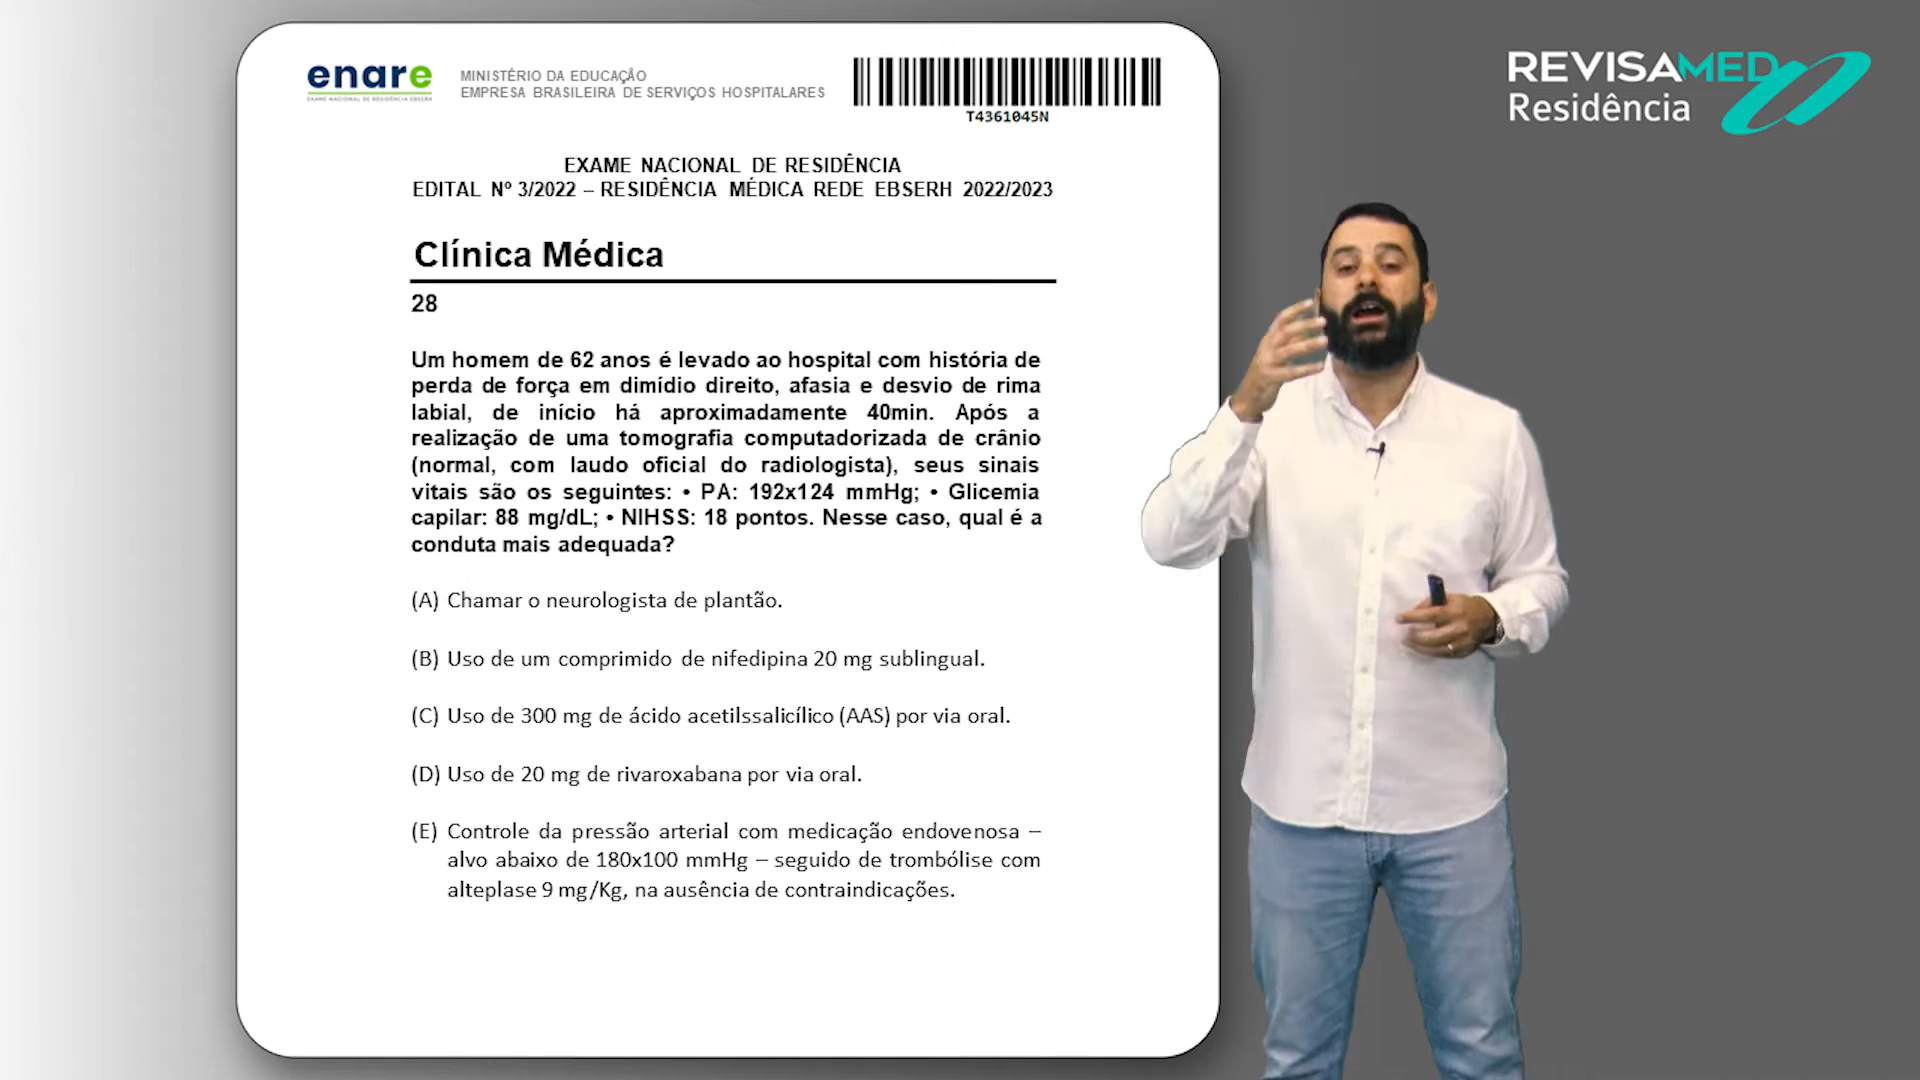 enare
EXAME NACIONAL DE RESIDÊNCIA EBSERH
MINISTÉRIO DA EDUCAÇÃO
EMPRESA BRASILEIRA DE SERVIÇOS HOSPITALARES
T4361045N
REVISAMED
Residência
EXAME NACIONAL DE RESIDÊNCIA
EDITAL Nº 3/2022 – RESIDÊNCIA MÉDICA REDE EBSERH 2022/2023
Clínica Médica
28
Um homem de 62 anos é levado ao hospital com história de
perda de força em dimídio direito, afasia e desvio de rima
labial, de início há aproximadamente 40min. Após a
realização de uma tomografia computadorizada de crânio
(normal, com laudo oficial do radiologista), seus sinais
vitais são os seguintes: • PA: 192x124 mmHg; • Glicemia
capilar: 88 mg/dL; • NIHSS: 18 pontos. Nesse caso, qual é a
conduta mais adequada?
(A) Chamar o neurologista de plantão.
(B) Uso de um comprimido de nifedipina 20 mg sublingual.
(C) Uso de 300 mg de ácido acetilssalicílico (AAS) por via oral.
(D) Uso de 20 mg de rivaroxabana por via oral.
(E) Controle da pressão arterial com medicação endovenosa –
alvo abaixo de 180x100 mmHg – seguido de trombólise com
alteplase 9 mg/Kg, na ausência de contraindicações.